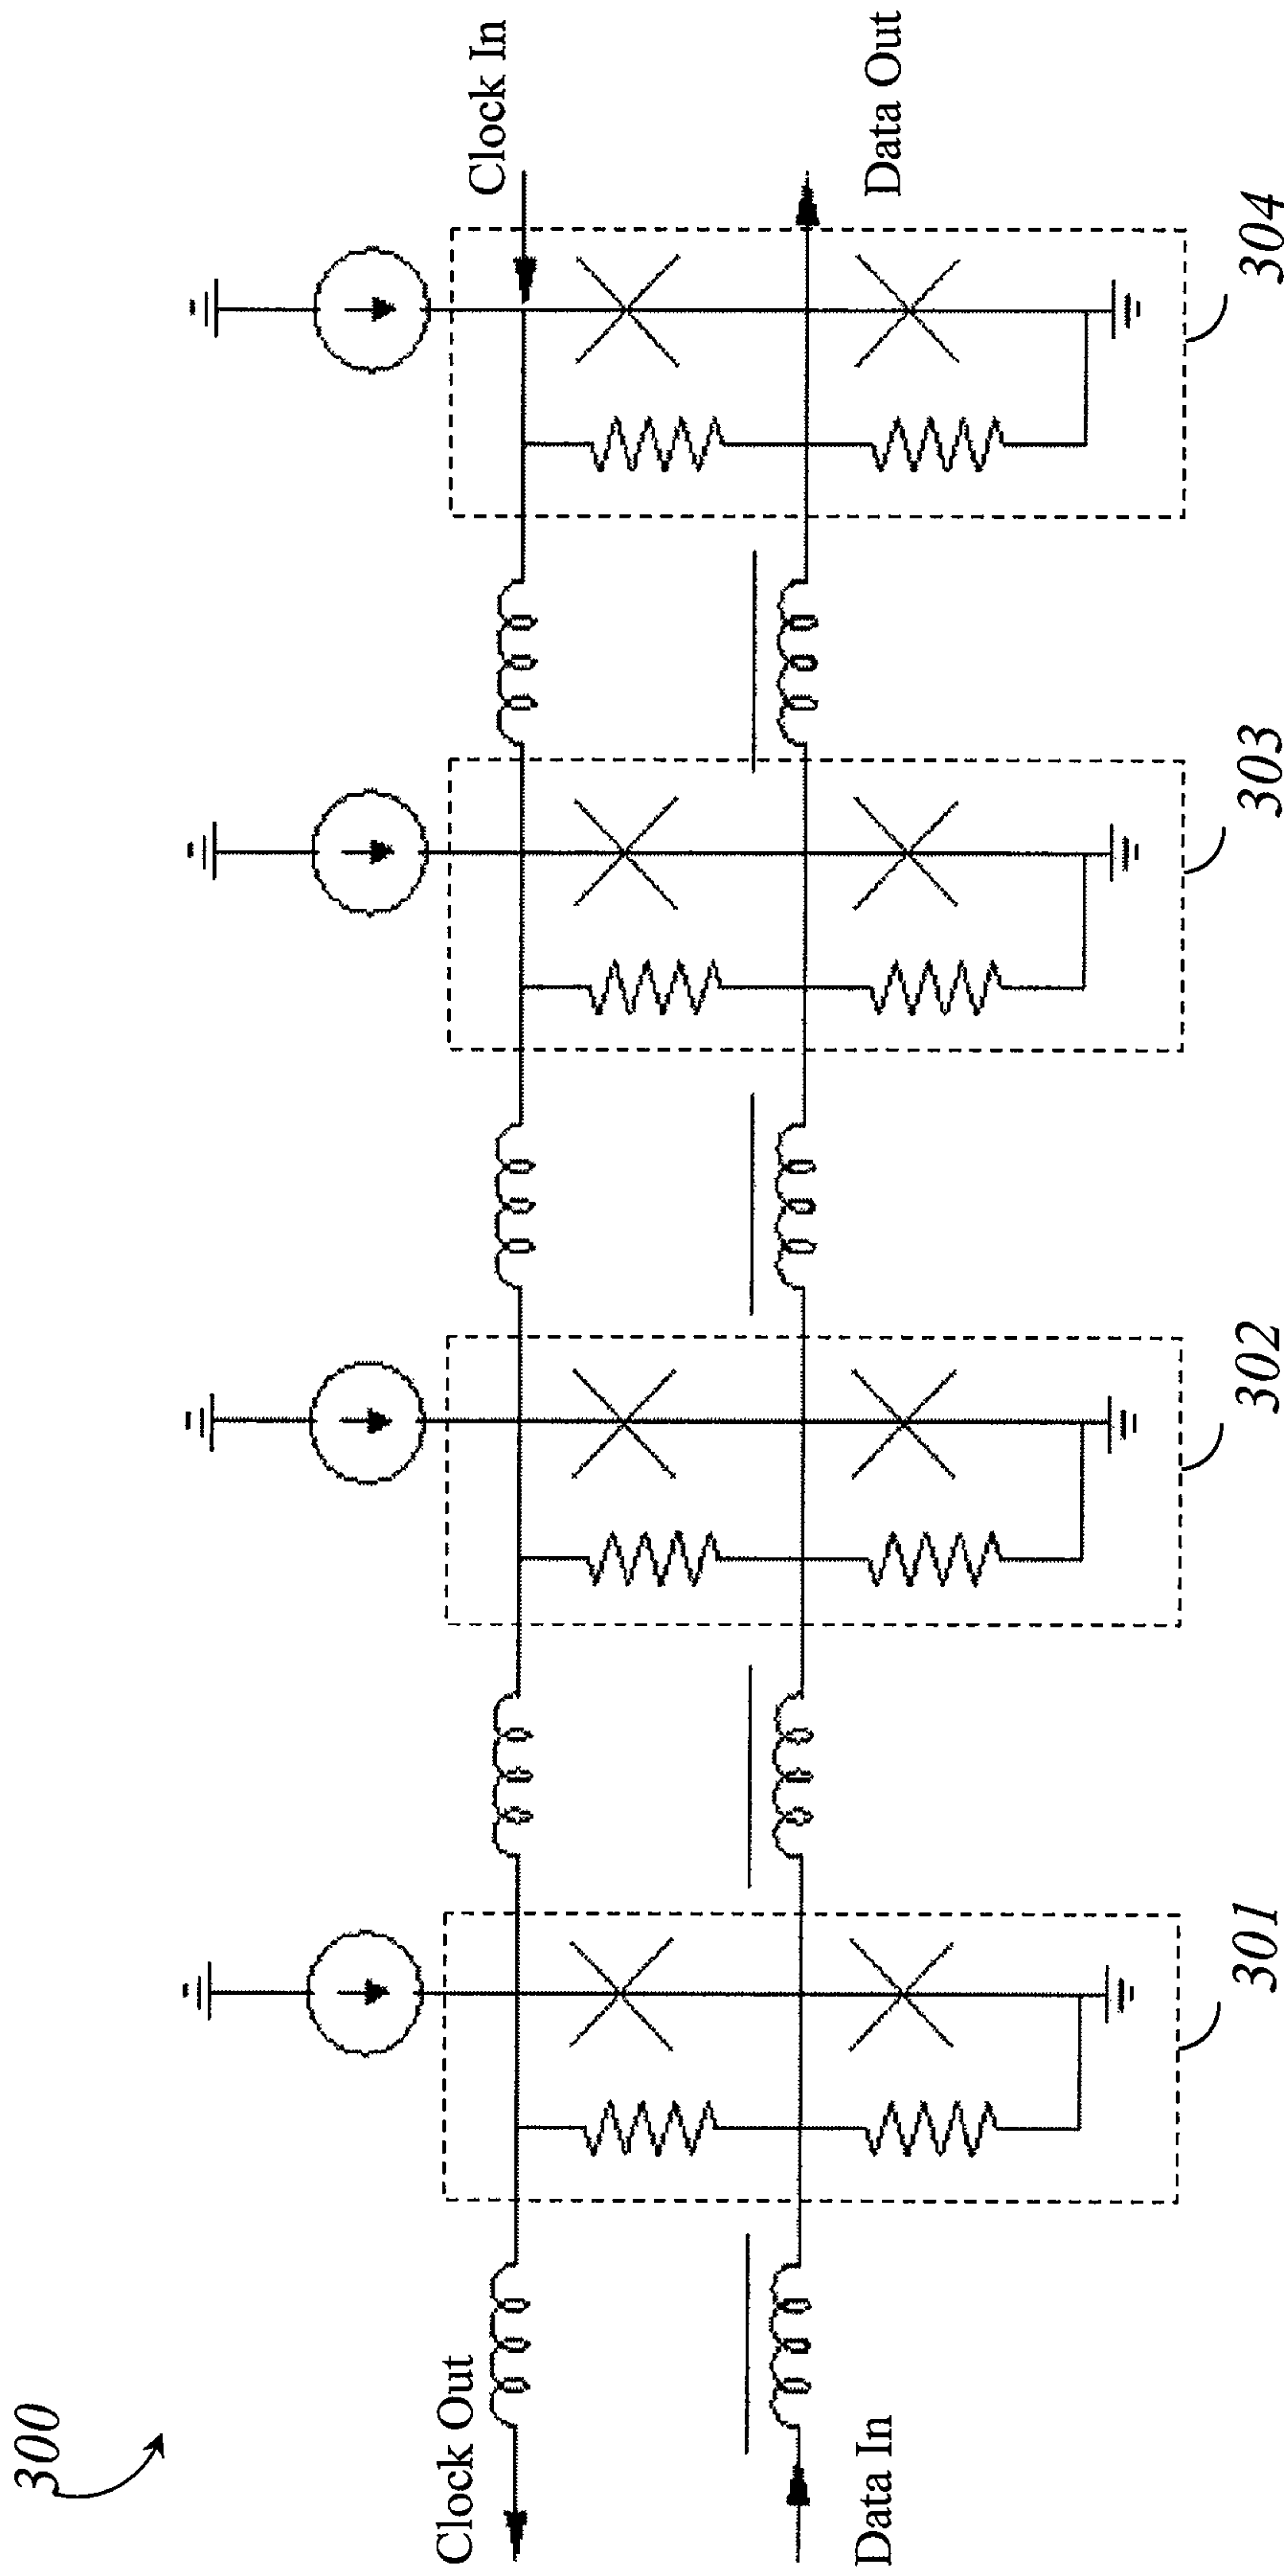 300
Clock Out
Data In
Clock In
Data Out
301
302
303
304